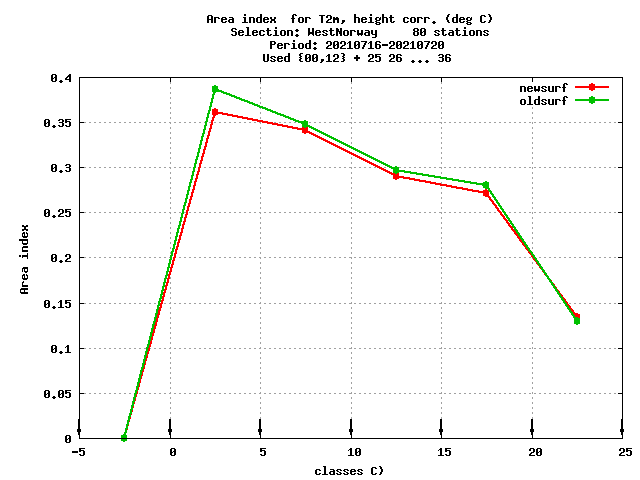 Area index  for T2m, height corr. (deg C)
Selection: WestNorway     80 stations
Period: 20210716-20210720
Used {00,12} + 25 26 ... 36
newsurf
oldsurf
0.4
0.35
0.3
0.25
0.2
0.15
0.1
0.05
0
Area index
-5 0 5 10 15 20 25
classes C)